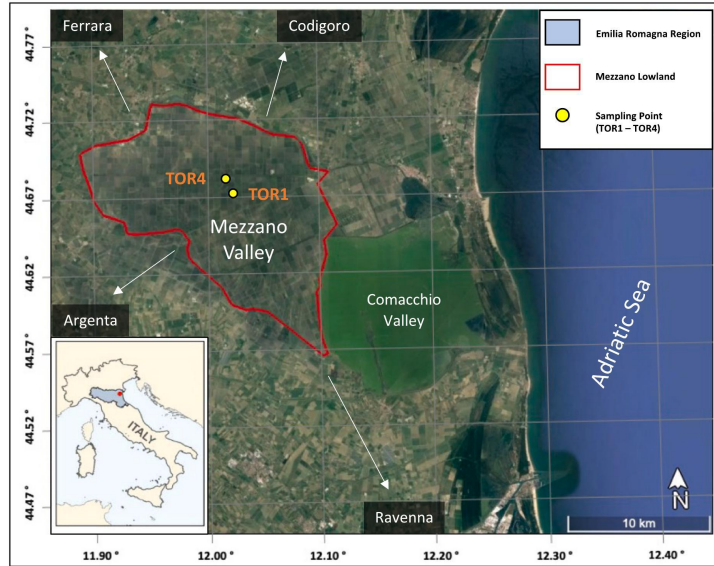 Ferrara
Codigoro
Emilia Romagna Region
Mezzano Lowland
Sampling Point
(TOR1 – TOR4)
44.77
44.72
44.67
44.62
44.57
44.52
44.47
TOR4
TOR1
Mezzano
Valley
Comacchio
Valley
Adriatic Sea
Argenta
ITALY
Ravenna
N
10 km
11.90 °
12.00 °
12.10 °
12.20 °
12.30 °
12.40 °